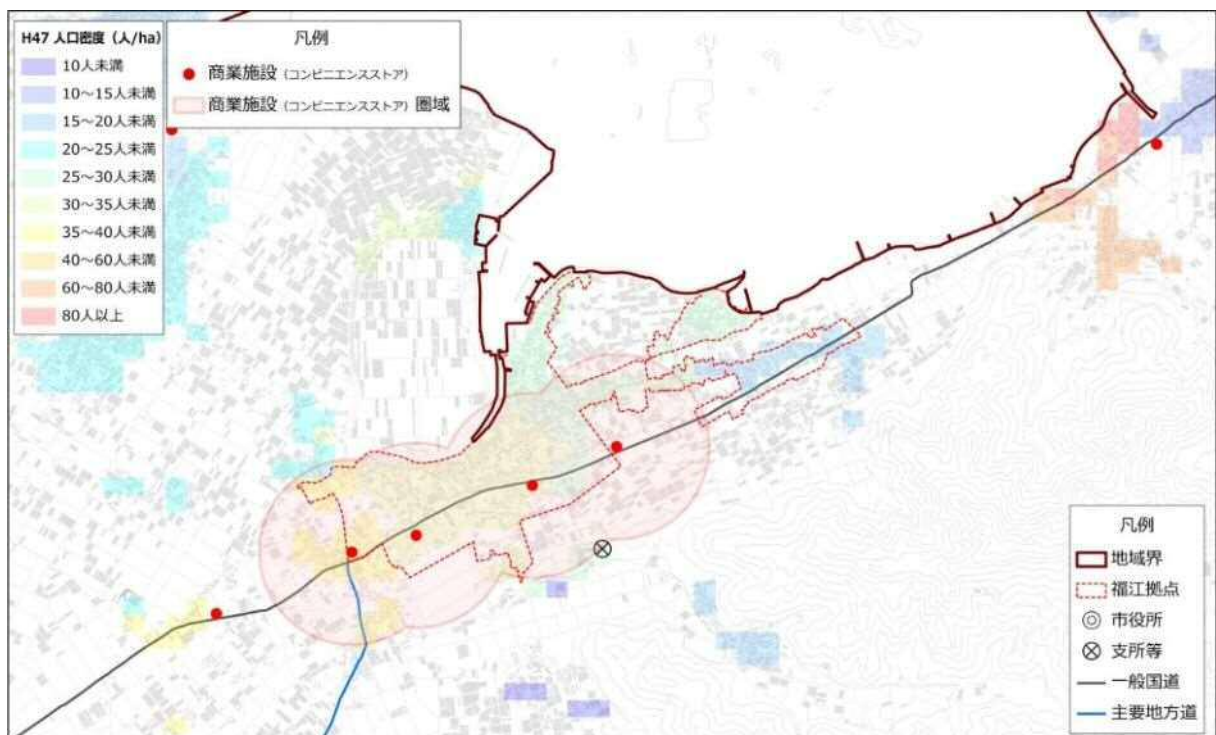 H47 人口密度（人/ha）
10人未満
10～15人未満
15～20人未満
20～25人未満
25～30人未満
30～35人未満
35～40人未満
40～60人未満
60～80人未満
80人以上
凡例
商業施設（コンビニエンスストア）
商業施設（コンビニエンスストア）圏域
凡例
地域界
福江拠点
市役所
支所等
一般国道
主要地方道